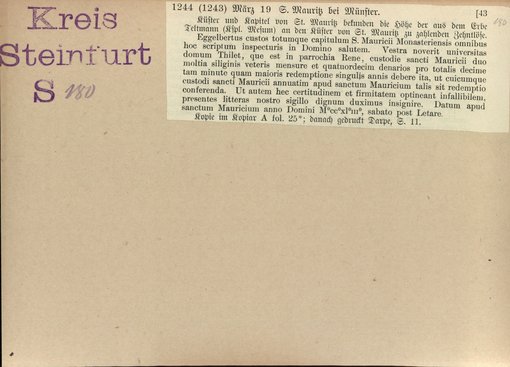 Kreis
Steinfurt
S 180
1244 (1243) März 19 S. Mauritz bei Münster. [43
180
Küster und Kapitel von St. Mauritz bekunden die Höhe der aus dem Erbe
Teltmann (Kspl. Mesum) an den Küster von St. Mauritz zu zahlenden Zehntlöse.
Eggelbertus custos totumque capitulum S. Mauricii Monasteriensis omnibus
hoc scriptum inspecturis in Domino salutem. Vestra noverit universitas
domum Thilet, que est in parrochia Rene, custodie sancti Mauricii duo
moltia siliginis veteris mensure et quatuordecim denarios pro totalis decime
tam minute quam maioris redemptione singulis annis debere ita, ut cuicumque
custodi sancti Mauricii annuatim apud sanctum Mauricium talis sit redemptio
conferenda. Ut autem hec certitudinem et firmitatem optineant infallibilem,
presentes litteras nostro sigillo dignum duximus insignire. Datum apud
sanctum Mauricium anno Domini M°cc°xl°m°, sabato post Letare.
Kopie im Kopiar A fol. 25ᵃ; danach gedruckt Darpe, S. 11.